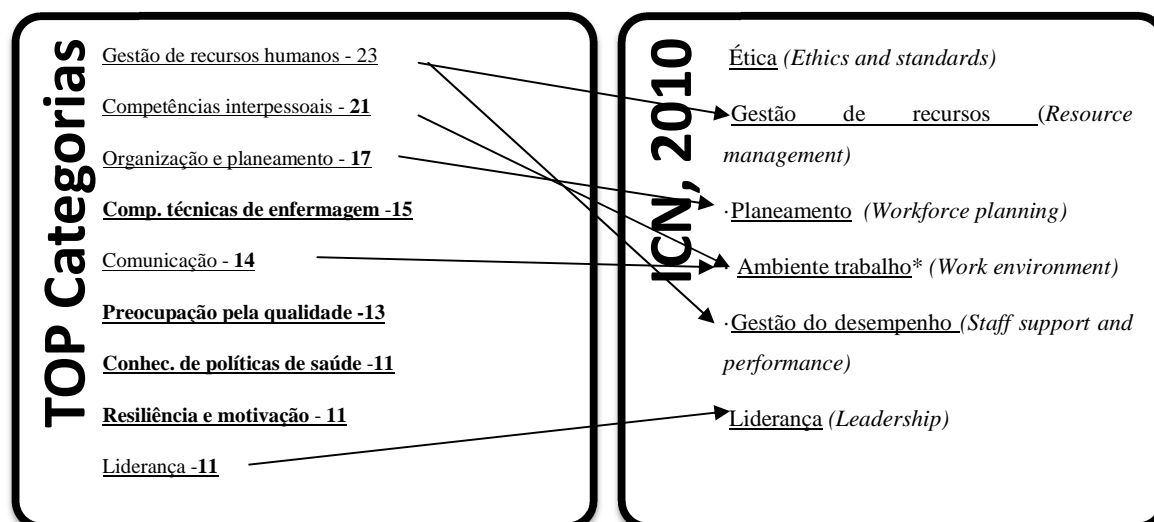 TOP Categorias
Gestão de recursos humanos - 23
Competências interpessoais - 21
Organização e planeamento - 17
Comp. técnicas de enfermagem -15
Comunicação - 14
Preocupação pela qualidade -13
Conhec. de políticas de saúde -11
Resiliência e motivação - 11
Liderança -11
ICN, 2010
Ética (Ethics and standards)
Gestão de recursos (Resource
management)
·Planeamento (Workforce planning)
· Ambiente trabalho* (Work environment)
·Gestão do desempenho (Staff support and
performance)
Liderança (Leadership)